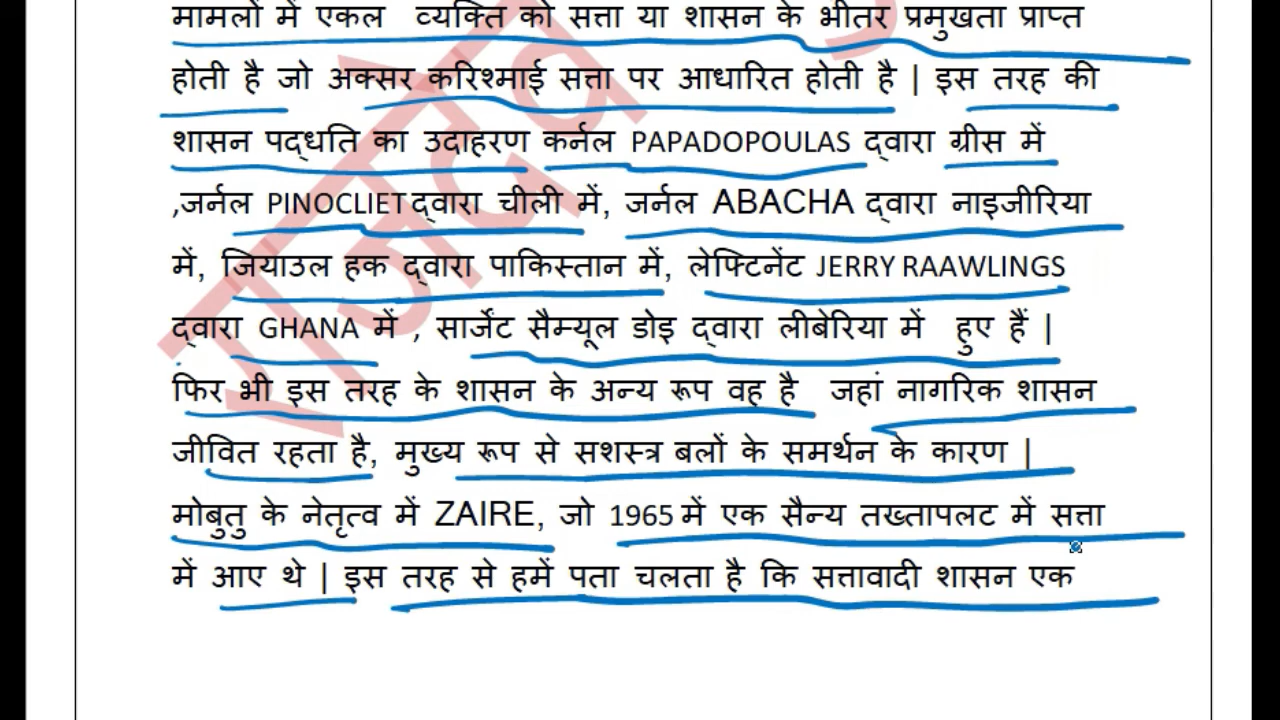 मामलों में एकल व्यक्ति को सत्ता या शासन के भीतर प्रमुखता प्राप्त
होती है जो अक्सर करिश्माई सत्ता पर आधारित होती है | इस तरह की
शासन पद्धति का उदाहरण कर्नल PAPADOPOULAS द्वारा ग्रीस में
,जर्नल PINOCLIET द्वारा चीली में, जर्नल ABACHA द्वारा नाइजीरिया
में, जियाउल हक द्वारा पाकिस्तान में, लेफ्टिनेंट JERRY RAAWLINGS
द्वारा GHANA में , सार्जेंट सैम्यूल डोइ द्वारा लीबेरिया में हुए हैं |
फिर भी इस तरह के शासन के अन्य रूप वह है जहां नागरिक शासन
जीवित रहता है, मुख्य रूप से सशस्त्र बलों के समर्थन के कारण |
मोबुतु के नेतृत्व में ZAIRE, जो 1965 में एक सैन्य तख्तापलट में सत्ता
में आए थे | इस तरह से हमें पता चलता है कि सत्तावादी शासन एक